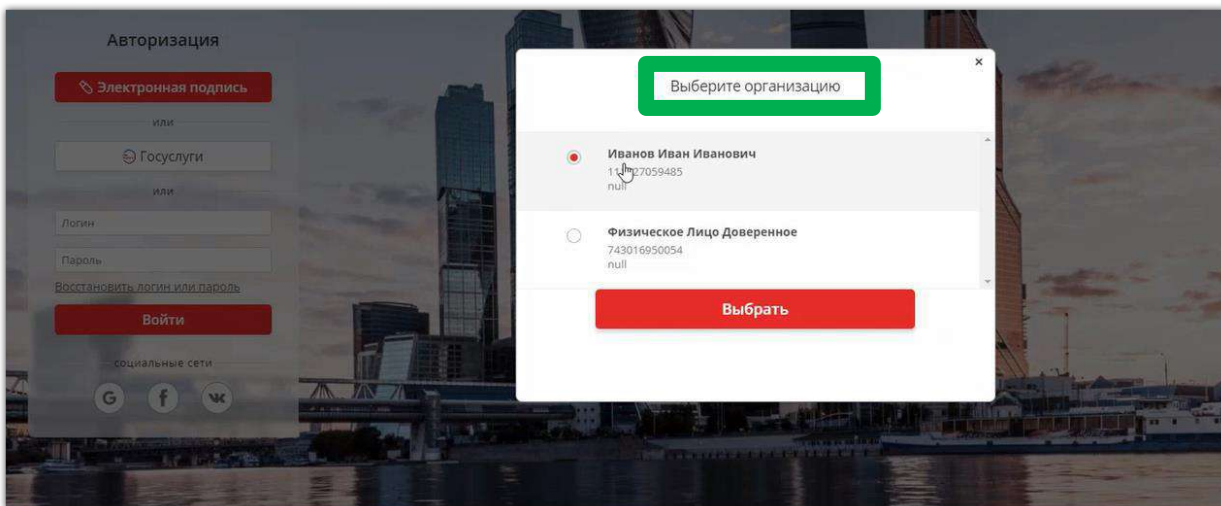 Авторизация
Электронная подпись
или
Госуслуги
или
Логин
Пароль
Восстановить логин или пароль
Войти
социальные сети
G f
Выберите организацию
×
Иванов Иван Иванович
null
Физическое Лицо Доверенное
743016950054
null
Выбрать